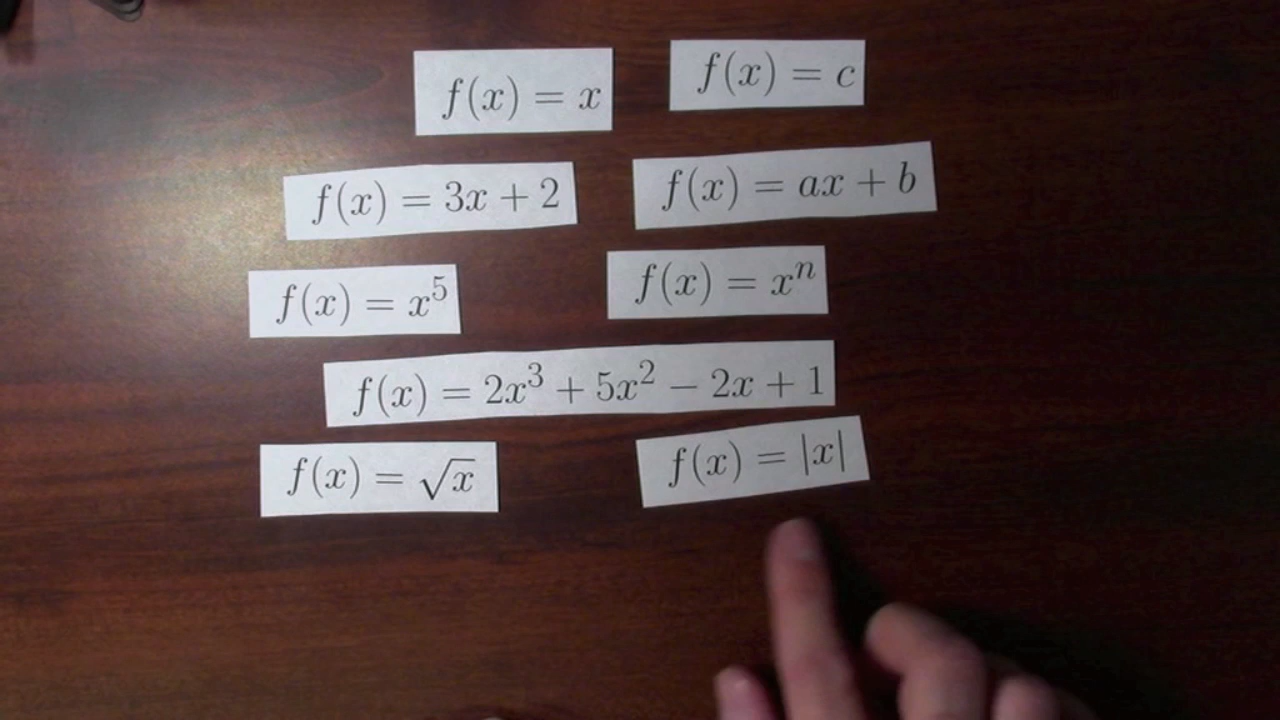 f(x) = x
f(x) = c
f(x) = 3x + 2
f(x) = ax + b
f(x) = x^5
f(x) = x^n
f(x) = 2x^3 + 5x^2 − 2x + 1
f(x) = √x
f(x) = |x|